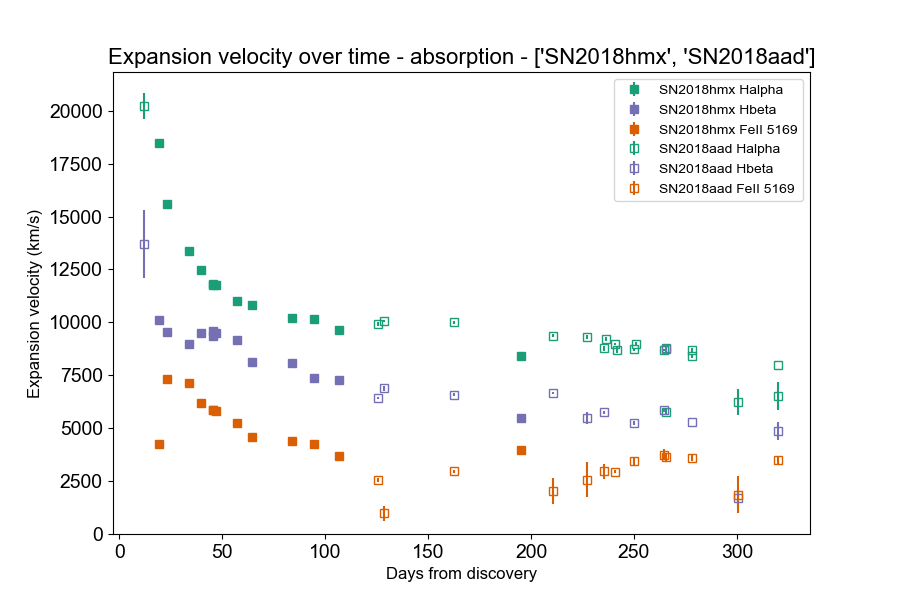 Expansion velocity over time - absorption - ['SN2018hmx', 'SN2018aad']
SN2018hmx Halpha
SN2018hmx Hbeta
SN2018hmx FeII 5169
SN2018aad Halpha
SN2018aad Hbeta
SN2018aad FeII 5169
Expansion velocity (km/s)
20000
17500
15000
12500
10000
7500
5000
2500
0
0 50 100 150 200 250 300
Days from discovery